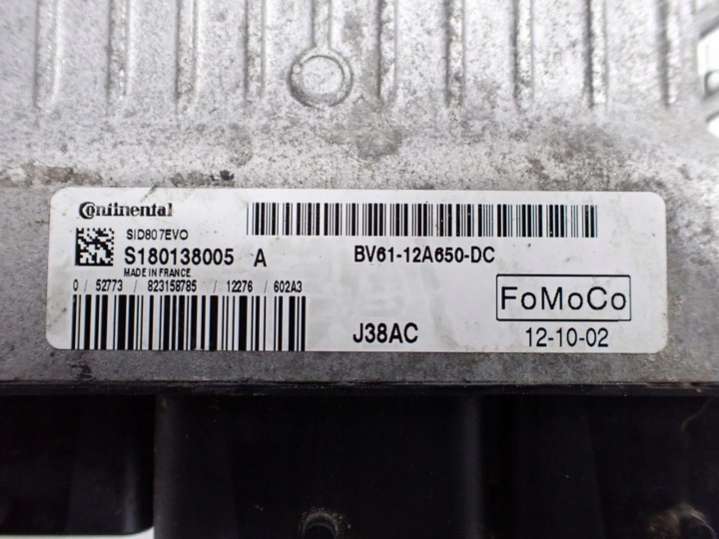 Continental
SID807EVO
S180138005 A
MADE IN FRANCE
0 / 52773 / 823158785 / 12276 / 602A3
BV61-12A650-DC
FoMoCo
J38AC
12-10-02